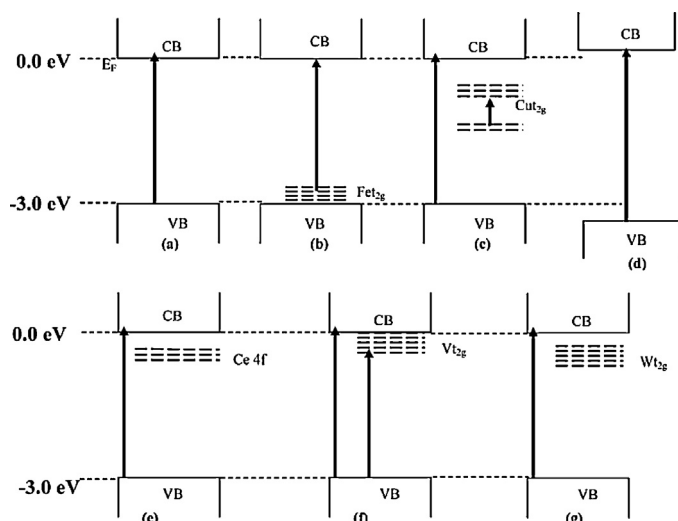 CB CB CB CB
0.0 eV E_F
Cut₂g
Fet₂g
-3.0 eV
VB VB VB VB
(a) (b) (c) (d)
CB CB CB
0.0 eV
Ce 4f Vt₂g Wt₂g
-3.0 eV
VB VB VB
(e) (f) (g)